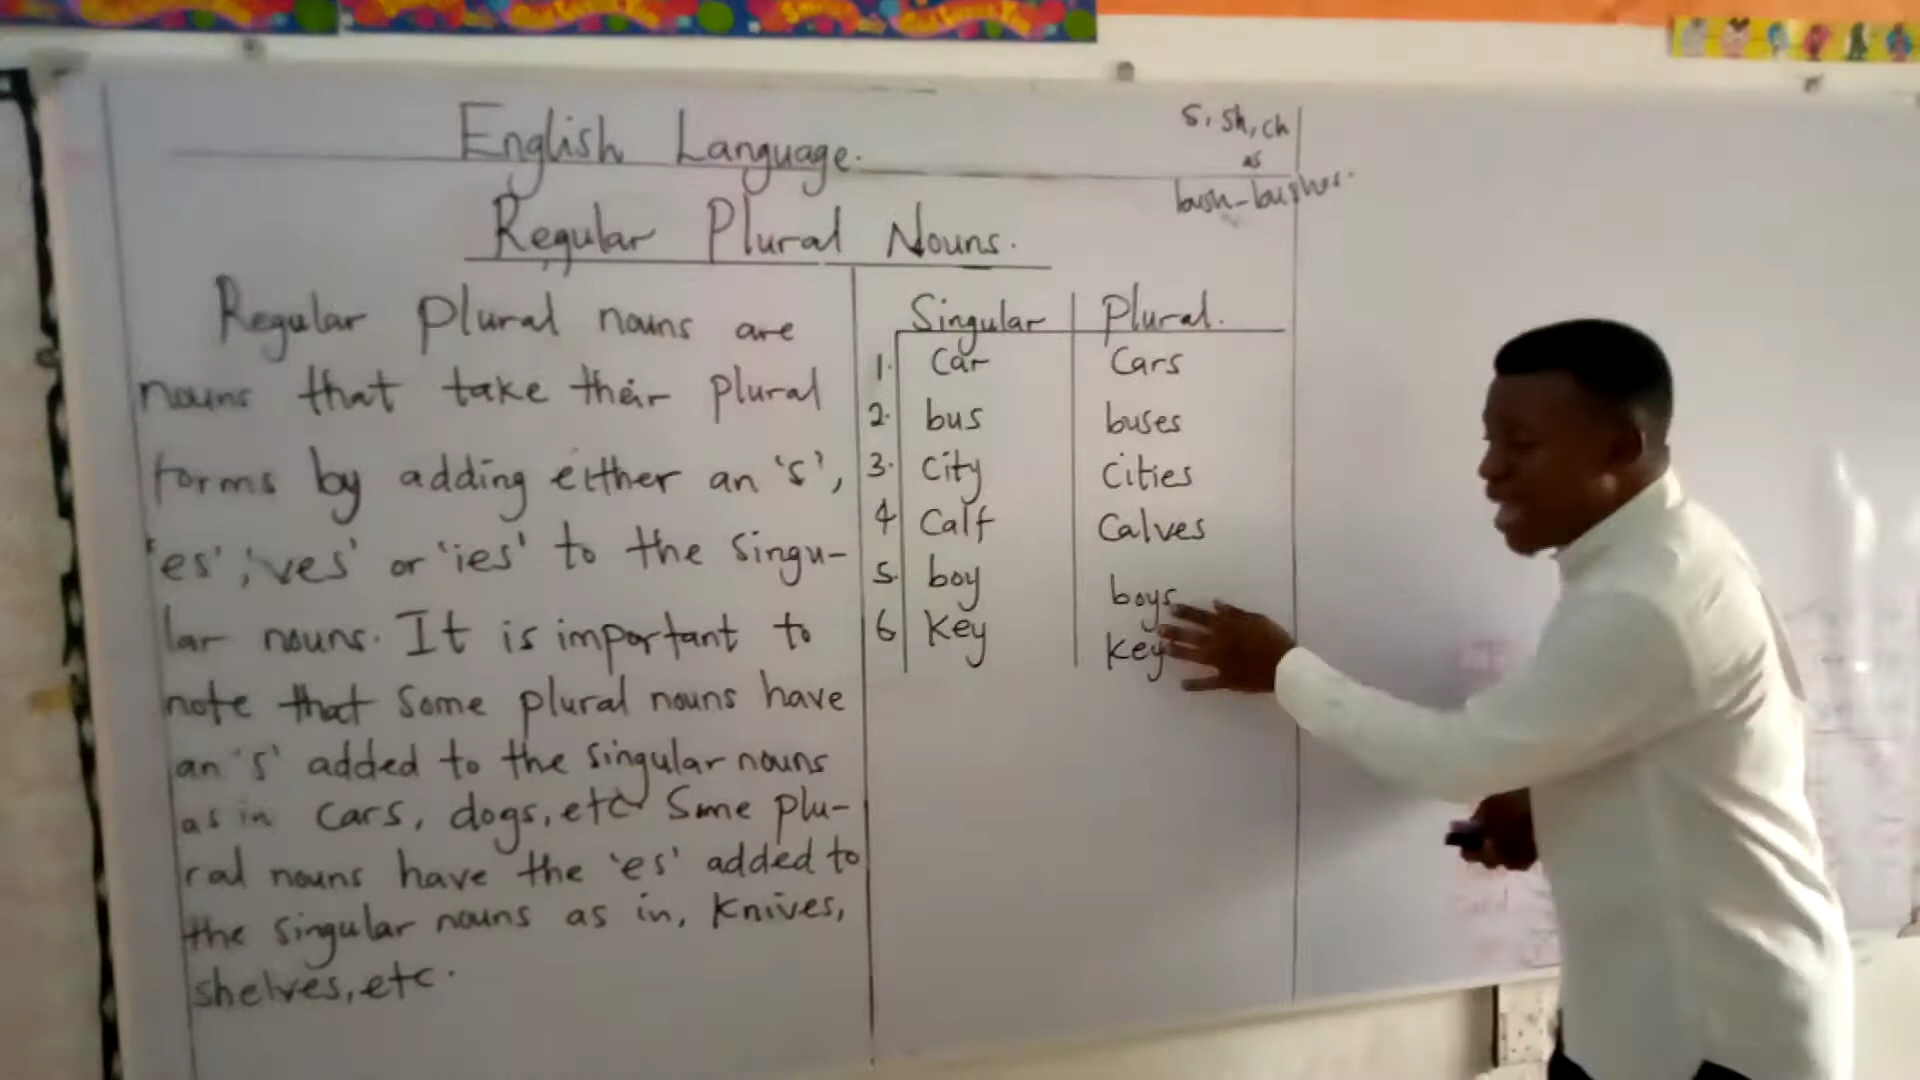 English Language.
s, sh, ch
as
bush - bushes.
Regular Plural Nouns.
Regular plural nouns are
nouns that take their plural
forms by adding either an 's',
'es', 'ves' or 'ies' to the singu-
lar nouns. It is important to
note that some plural nouns have
an 's' added to the singular nouns
as in cars, dogs, etc. Some plu-
ral nouns have the 'es' added to
the singular nouns as in, knives,
shelves, etc.
Singular Plural.
1. Car Cars
2. bus buses
3. City Cities
4 Calf Calves
5. boy boys
6 Key Key